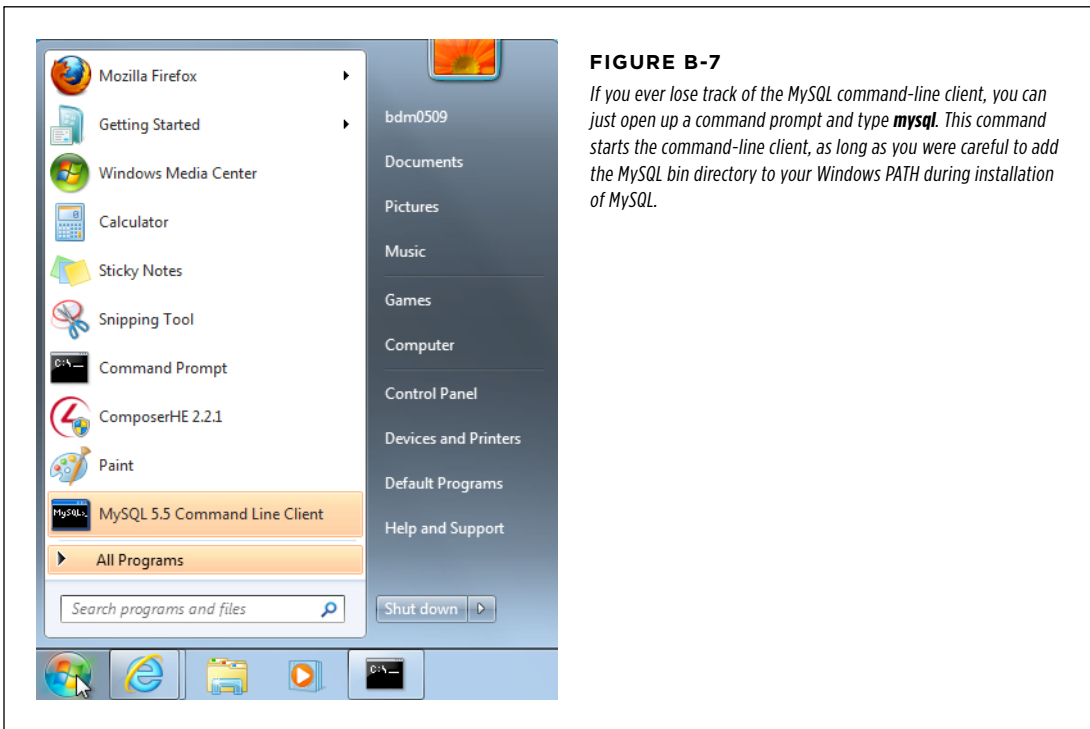 Mozilla Firefox
Getting Started
Windows Media Center
Calculator
Sticky Notes
Snipping Tool
Command Prompt
ComposerHE 2.2.1
Paint
MySQL 5.5 Command Line Client
All Programs
Search programs and files
bdm0509
Documents
Pictures
Music
Games
Computer
Control Panel
Devices and Printers
Default Programs
Help and Support
Shut down
FIGURE B-7
If you ever lose track of the MySQL command-line client, you can
just open up a command prompt and type mysql. This command
starts the command-line client, as long as you were careful to add
the MySQL bin directory to your Windows PATH during installation
of MySQL.